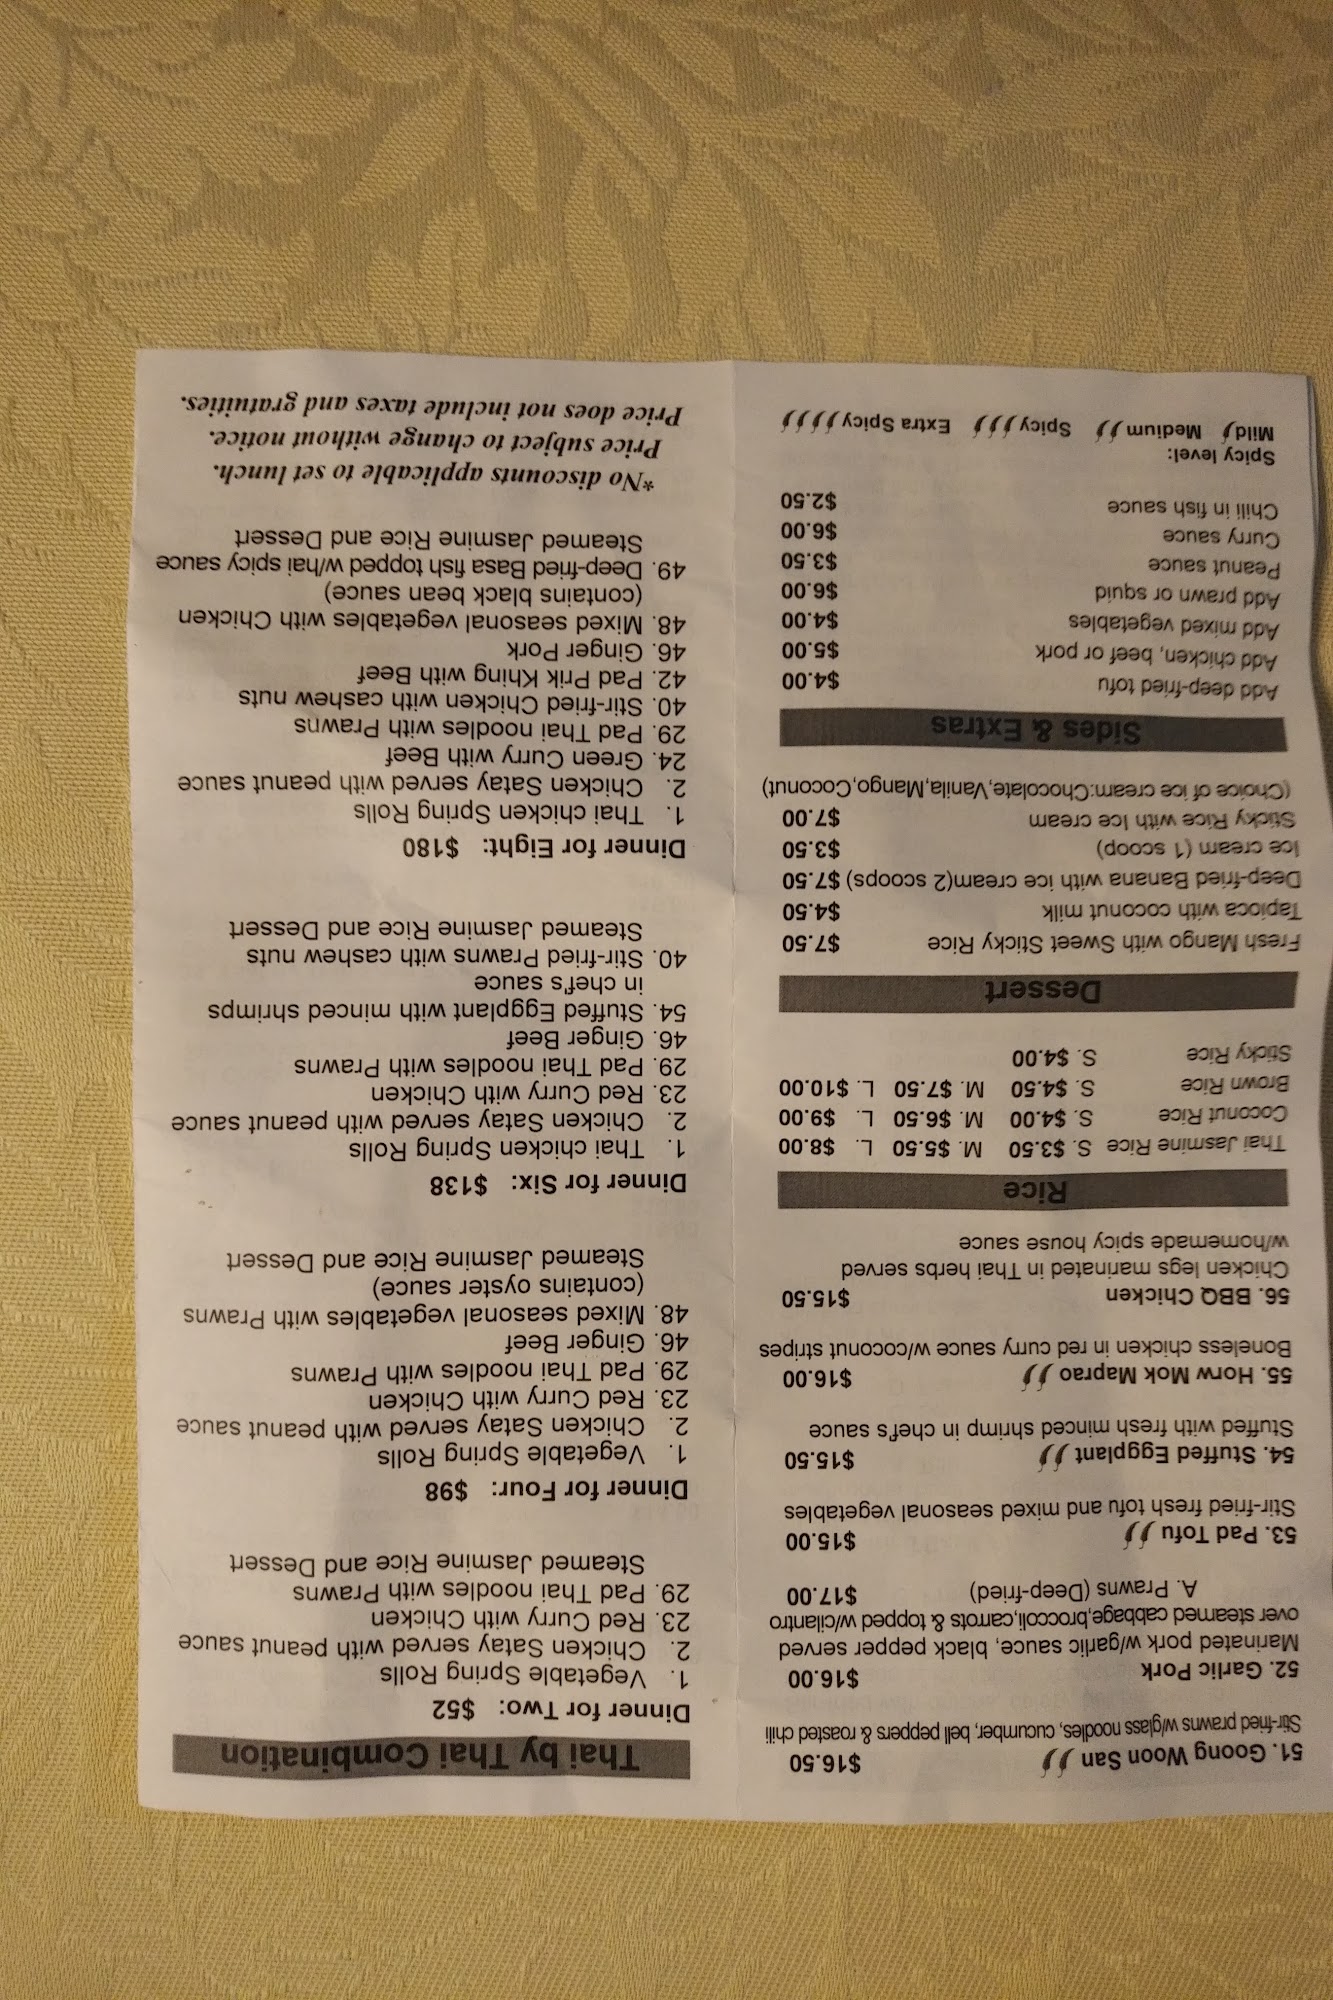 51. Goong Woon San $16.50
Stir-fried prawns w/glass noodles, cucumber, bell peppers & roasted chili
52. Garlic Pork $16.00
Marinated pork w/garlic sauce, black pepper served
over steamed cabbage,broccoli,carrots & topped w/cilantro
A. Prawns (Deep-fried) $17.00
53. Pad Tofu $15.00
Stir-fried fresh tofu and mixed seasonal vegetables
54. Stuffed Eggplant $15.50
Stuffed with fresh minced shrimp in chef's sauce
55. Horw Mok Maprao $16.00
Boneless chicken in red curry sauce w/coconut stripes
56. BBQ Chicken $15.50
Chicken legs marinated in Thai herbs served
w/homemade spicy house sauce
Rice
Thai Jasmine Rice S. $3.50 M. $5.50 L. $8.00
Coconut Rice S. $4.00 M. $6.50 L. $9.00
Brown Rice S. $4.50 M. $7.50 L. $10.00
Sticky Rice S. $4.00
Dessert
Fresh Mango with Sweet Sticky Rice $7.50
Tapioca with coconut milk $4.50
Deep-fried Banana with ice cream(2 scoops) $7.50
Ice cream (1 scoop) $3.50
Sticky Rice with Ice cream $7.00
(Choice of ice cream:Chocolate,Vanila,Mango,Coconut)
Sides & Extras
Add deep-fried tofu $4.00
Add chicken, beef or pork $5.00
Add mixed vegetables $4.00
Add prawn or squid $6.00
Peanut sauce $3.50
Curry sauce $6.00
Chili in fish sauce $2.50
Spicy level:
Mild Medium Spicy Extra Spicy
Thai by Thai Combination
Dinner for Two: $52
1. Vegetable Spring Rolls
2. Chicken Satay served with peanut sauce
23. Red Curry with Chicken
29. Pad Thai noodles with Prawns
Steamed Jasmine Rice and Dessert
Dinner for Four: $98
1. Vegetable Spring Rolls
2. Chicken Satay served with peanut sauce
23. Red Curry with Chicken
29. Pad Thai noodles with Prawns
46. Ginger Beef
48. Mixed seasonal vegetables with Prawns
(contains oyster sauce)
Steamed Jasmine Rice and Dessert
Dinner for Six: $138
1. Thai chicken Spring Rolls
2. Chicken Satay served with peanut sauce
23. Red Curry with Chicken
29. Pad Thai noodles with Prawns
46. Ginger Beef
54. Stuffed Eggplant with minced shrimps
in chef's sauce
40. Stir-fried Prawns with cashew nuts
Steamed Jasmine Rice and Dessert
Dinner for Eight: $180
1. Thai chicken Spring Rolls
2. Chicken Satay served with peanut sauce
24. Green Curry with Beef
29. Pad Thai noodles with Prawns
40. Stir-fried Chicken with cashew nuts
42. Pad Prik Khing with Beef
46. Ginger Pork
48. Mixed seasonal vegetables with Chicken
(contains black bean sauce)
49. Deep-fried Basa fish topped w/hai spicy sauce
Steamed Jasmine Rice and Dessert
*No discounts applicable to set lunch.
Price subject to change without notice.
Price does not include taxes and gratuities.